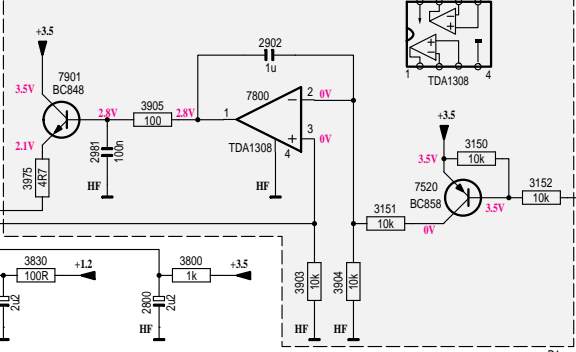 +3.5
2902
1u
1
4
TDA1308
7901
BC848
3.5V
3905
100
2.8V
2.8V
1
7800
TDA1308
2
0V
3
0V
4
+3.5
2.1V
2981
100n
3975
4R7
HF
HF
3150
10k
3.5V
7520
BC858
3152
10k
3.5V
3151
10k
0V
3830
100R
+1.2
3800
1k
+3.5
2u2
2800
2u2
HF
3903
10k
3904
10k
HF
HF